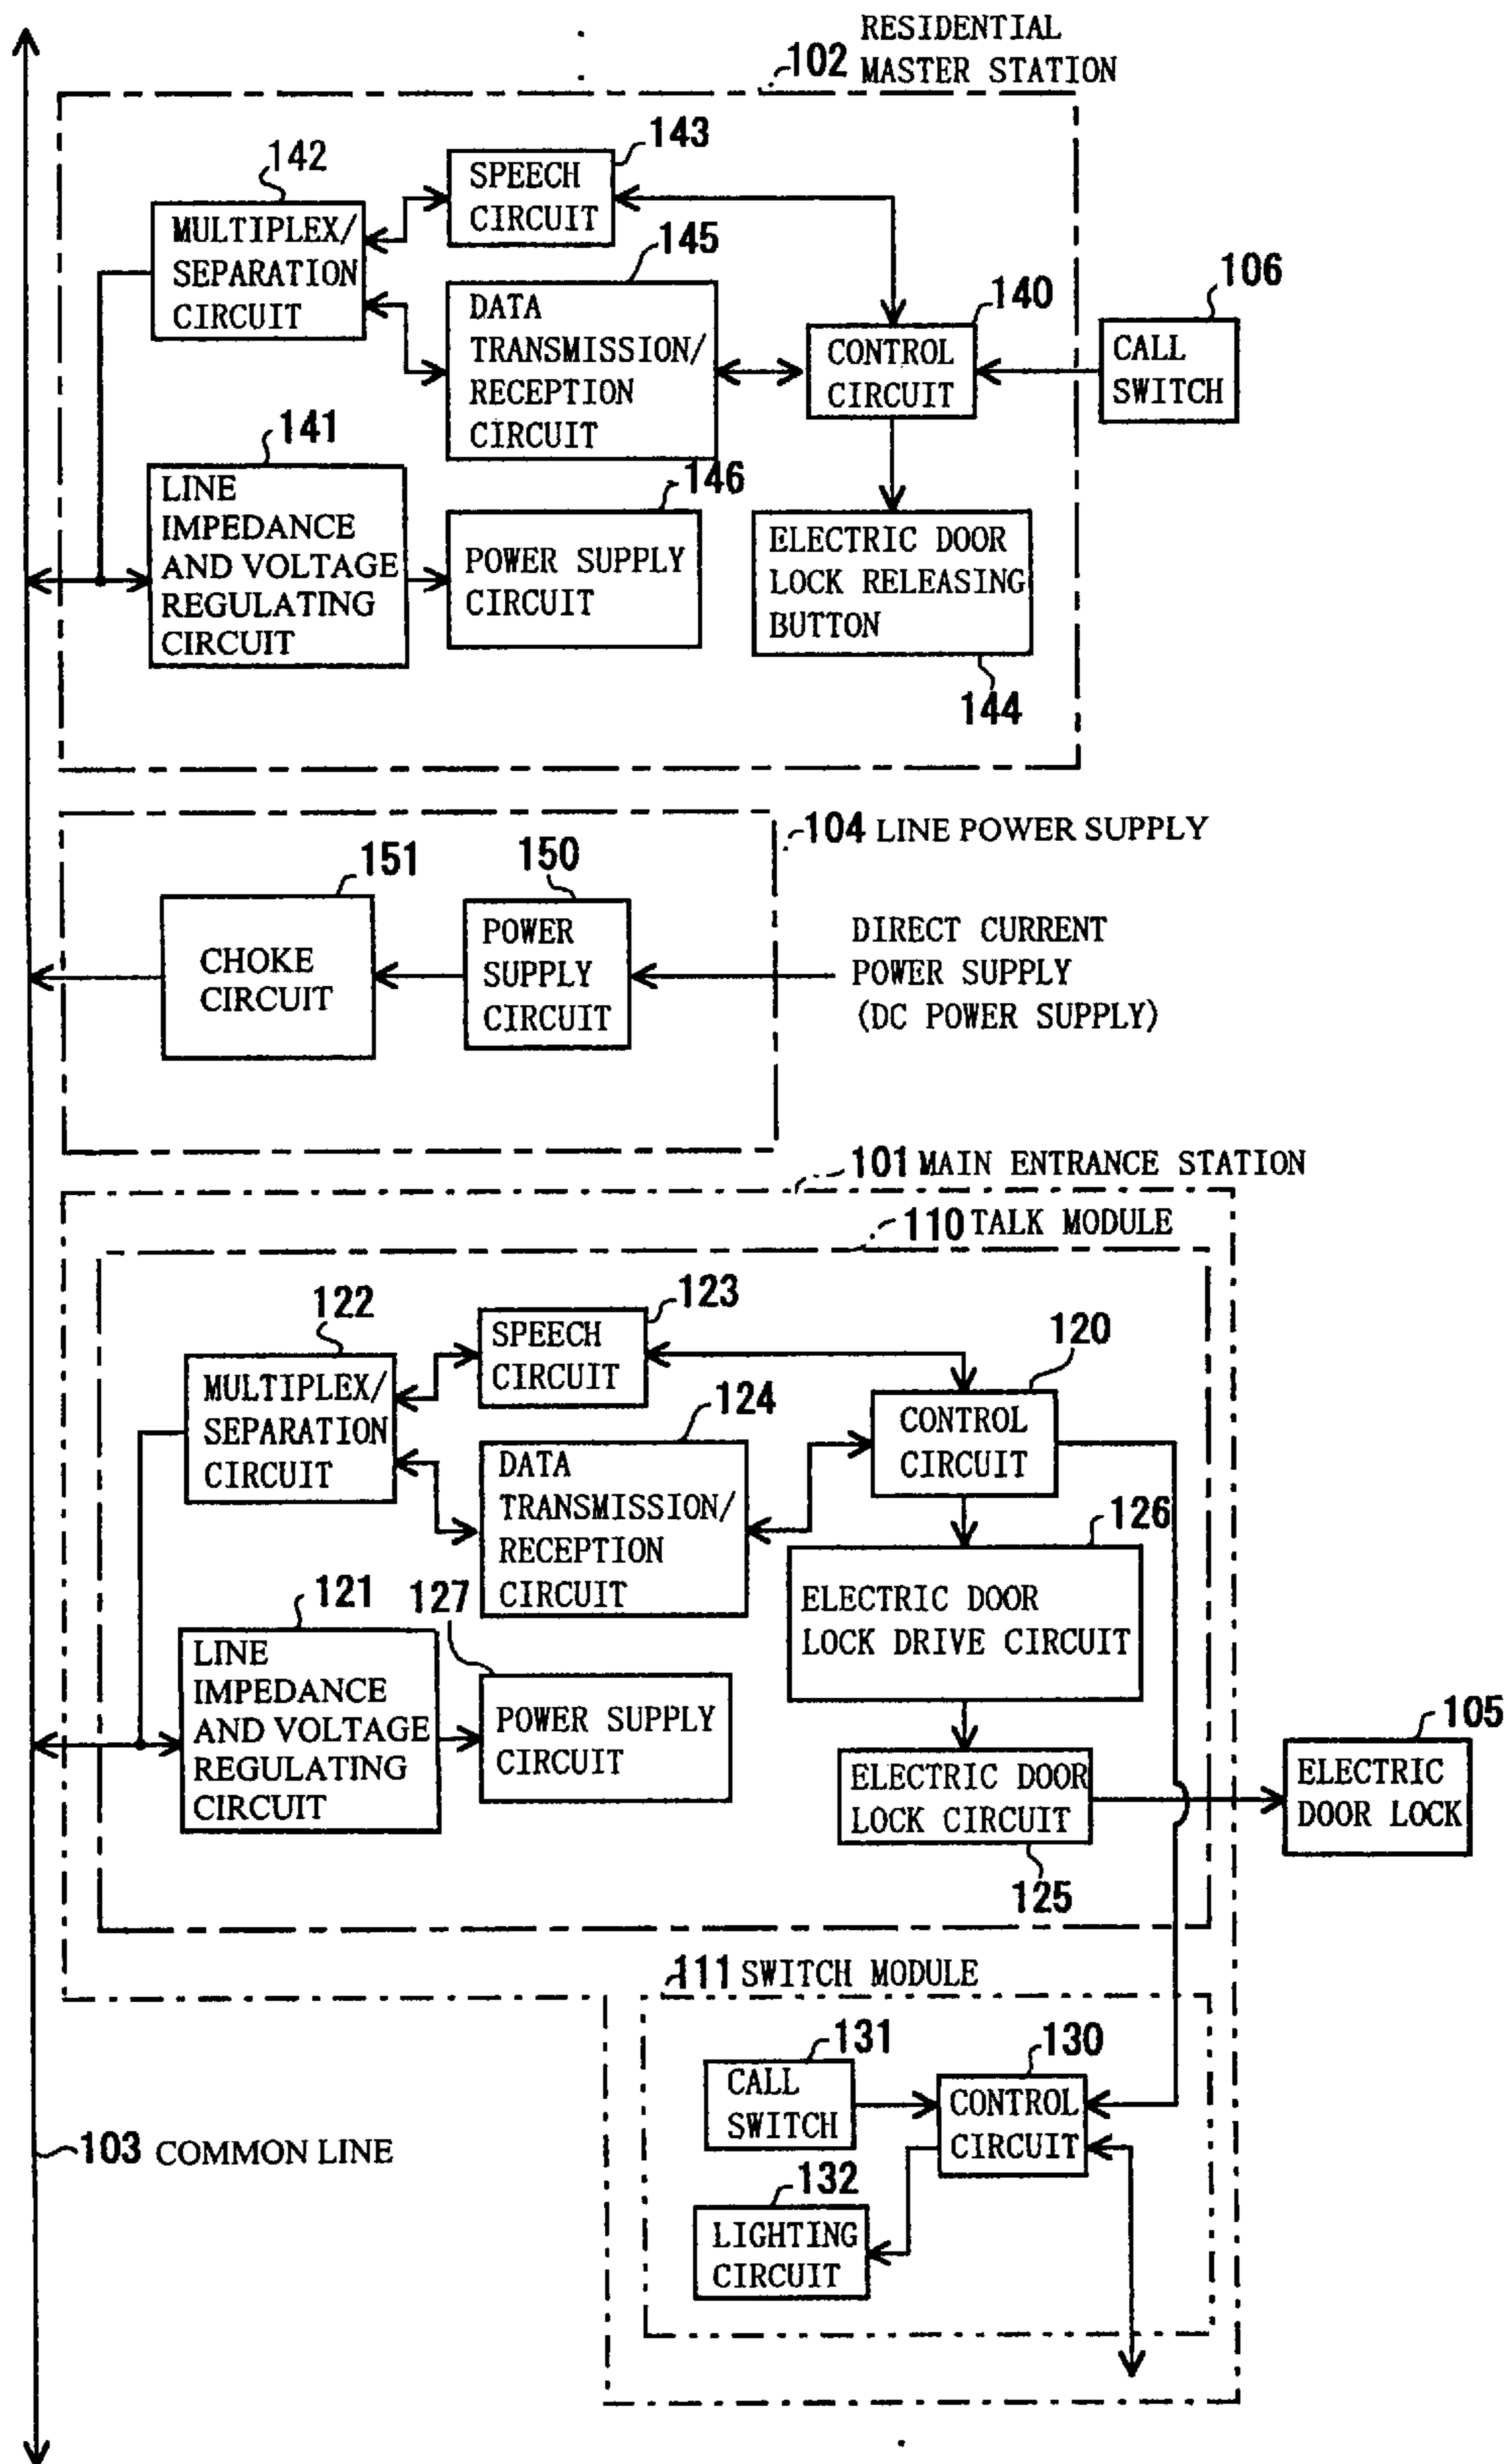 102 RESIDENTIAL
MASTER STATION
142
MULTIPLEX/
SEPARATION
CIRCUIT
143
SPEECH
CIRCUIT
145
DATA
TRANSMISSION/
RECEPTION
CIRCUIT
140
CONTROL
CIRCUIT
106
CALL
SWITCH
141
LINE
IMPEDANCE
AND VOLTAGE
REGULATING
CIRCUIT
146
POWER SUPPLY
CIRCUIT
ELECTRIC DOOR
LOCK RELEASING
BUTTON
144
104 LINE POWER SUPPLY
151
CHOKE
CIRCUIT
150
POWER
SUPPLY
CIRCUIT
DIRECT CURRENT
POWER SUPPLY
(DC POWER SUPPLY)
101 MAIN ENTRANCE STATION
110 TALK MODULE
122
MULTIPLEX/
SEPARATION
CIRCUIT
123
SPEECH
CIRCUIT
124
DATA
TRANSMISSION/
RECEPTION
CIRCUIT
120
CONTROL
CIRCUIT
126
ELECTRIC DOOR
LOCK DRIVE CIRCUIT
121
LINE
IMPEDANCE
AND VOLTAGE
REGULATING
CIRCUIT
127
POWER SUPPLY
CIRCUIT
ELECTRIC DOOR
LOCK CIRCUIT
125
105
ELECTRIC
DOOR LOCK
111 SWITCH MODULE
131
CALL
SWITCH
130
CONTROL
CIRCUIT
132
LIGHTING
CIRCUIT
103 COMMON LINE